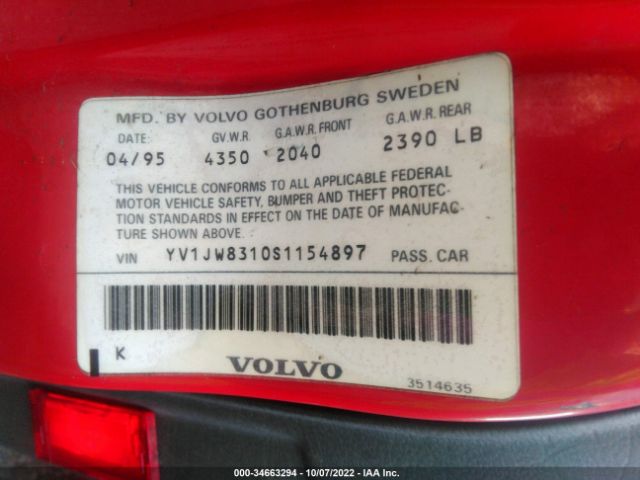 MFD. BY VOLVO GOTHENBURG SWEDEN
DATE: G.V.W.R. G.A.W.R. FRONT G.A.W.R. REAR
04/95 4350 2040 2390 LB
THIS VEHICLE CONFORMS TO ALL APPLICABLE FEDERAL
MOTOR VEHICLE SAFETY, BUMPER AND THEFT PROTEC-
TION STANDARDS IN EFFECT ON THE DATE OF MANUFAC-
TURE SHOWN ABOVE.
VIN YV1JW8310S1154897 PASS. CAR
K VOLVO 3514635
000-34663294 - 10/07/2022 - IAA Inc.